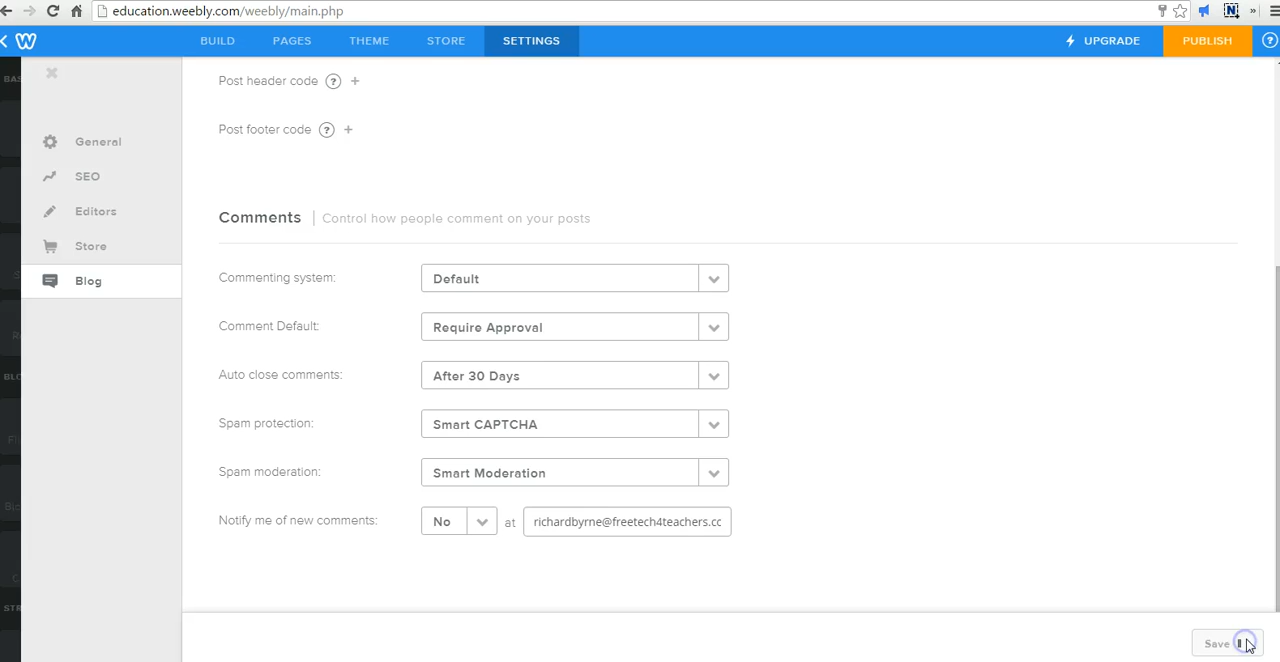 education.weebly.com/weebly/main.php
N
»
BUILD PAGES THEME STORE SETTINGS UPGRADE PUBLISH ?
BAS
General
SEO
Editors
Store
Blog
BLO
STR
Post header code ? +
Post footer code ? +
Comments | Control how people comment on your posts
Commenting system: Default
Comment Default: Require Approval
Auto close comments: After 30 Days
Spam protection: Smart CAPTCHA
Spam moderation: Smart Moderation
Notify me of new comments: No at richardbyrne@freetech4teachers.cc
Save